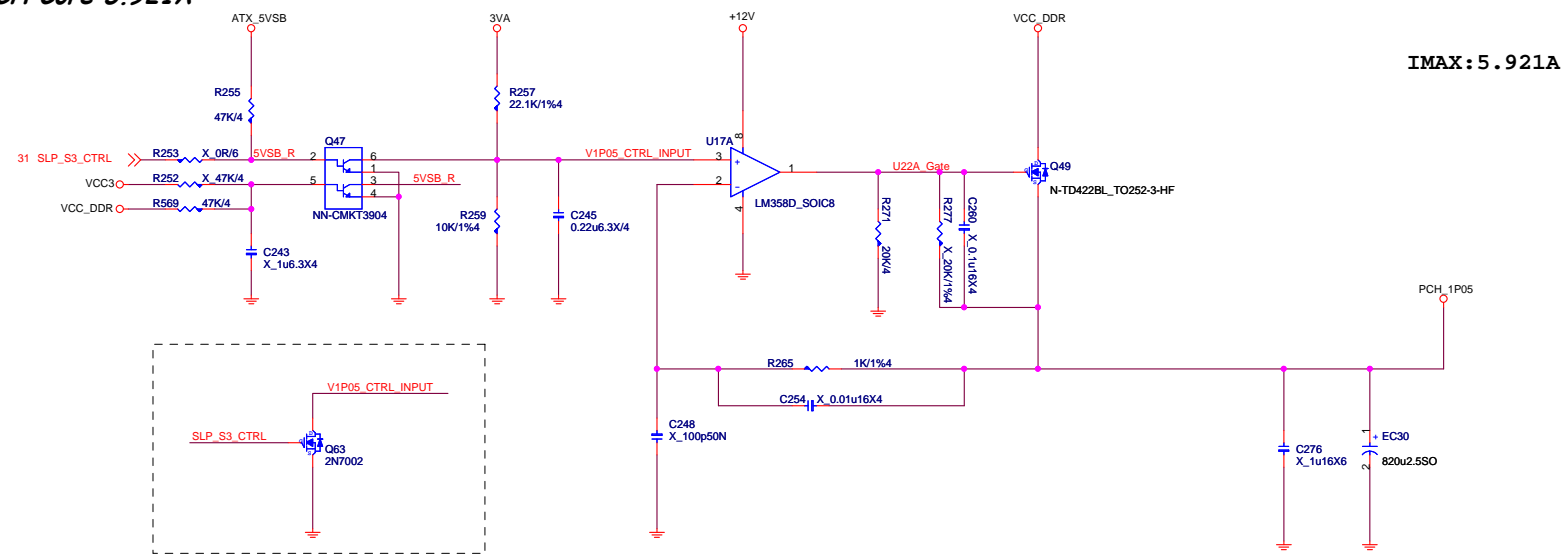 ATX_5VSB
3VA
+12V
VCC_DDR
IMAX:5.921A
R255
47K/4
R257
22.1K/1%4
31 SLP_S3_CTRL
R253
X_0R/6
5VSB_R
2
Q47
6
1
5
3
4
5VSB_R
NN-CMKT3904
VCC3
R252
X_47K/4
VCC_DDR
R569
47K/4
C243
X_1u6.3X4
R259
10K/1%4
V1P05_CTRL_INPUT
C245
0.22u6.3X/4
U17A
8
3
+
2
-
1
4
LM358D_SOIC8
U22A_Gate
Q49
N-TD422BL_TO252-3-HF
R271
20K/4
R277
X_20K/1%4
C260
X_0.1u16X4
PCH_1P05
R265
1K/1%4
C254
X_0.01u16X4
C248
X_100p50N
C276
X_1u16X6
1
+
EC30
2
820u2.5SO
V1P05_CTRL_INPUT
SLP_S3_CTRL
Q63
2N7002